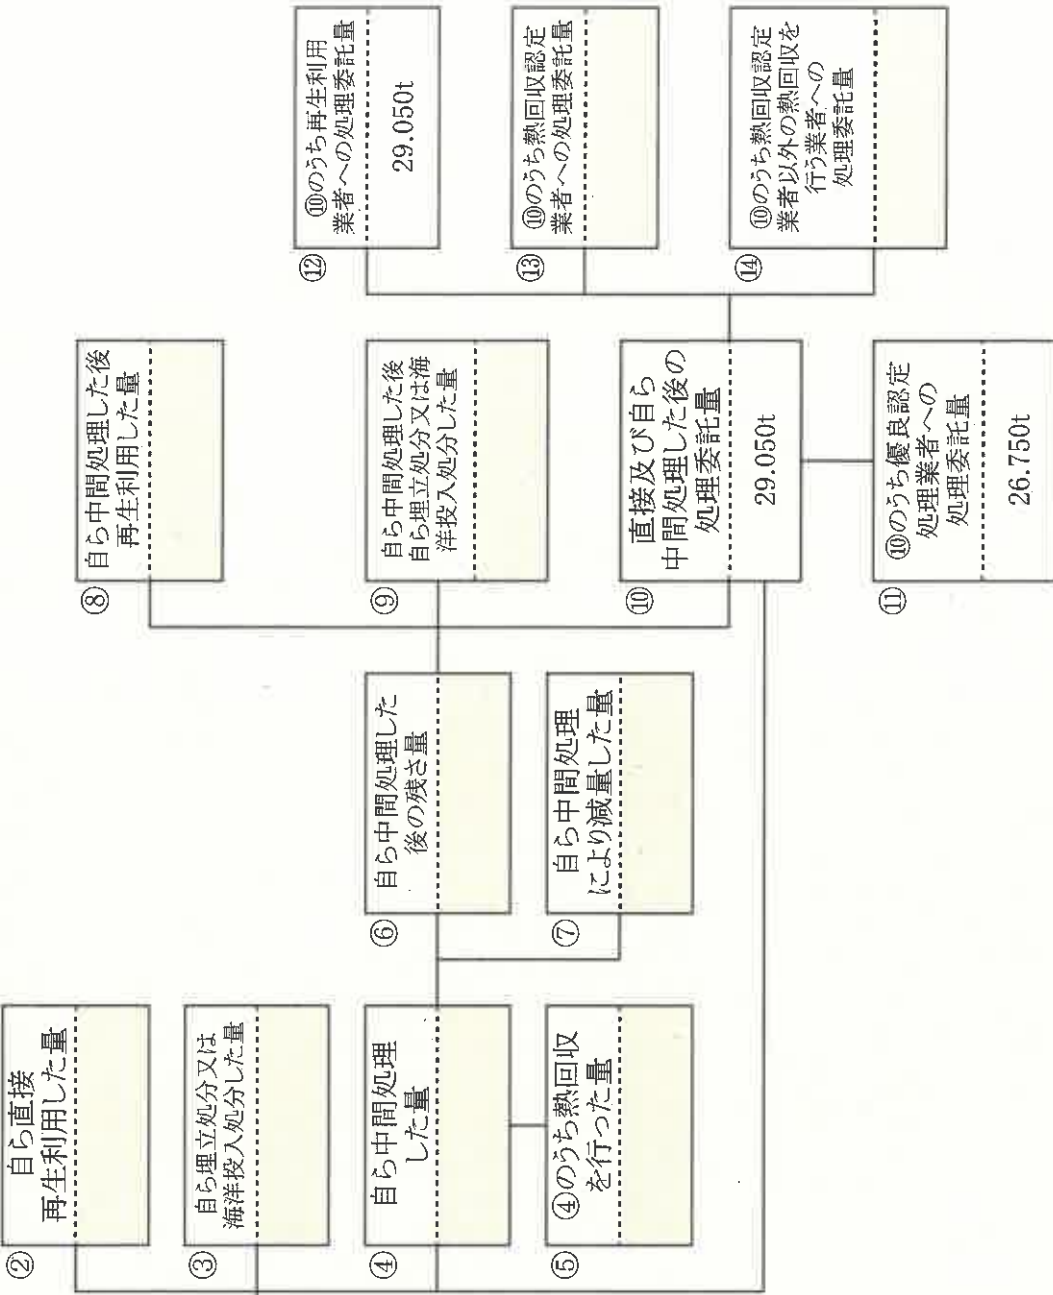 ②
自ら直接
再生利用した量
③
自ら埋立処分又は
海洋投入処分した量
④
自ら中間処理
した量
⑤
④のうち熱回収
を行った量
⑥
自ら中間処理した
後の残さ量
⑦
自ら中間処理
により減量した量
⑧
自ら中間処理した後
再生利用した量
⑨
自ら中間処理した後
自ら埋立処分又は海
洋投入処分した量
⑩
直接及び自ら
中間処理した後の
処理委託量
29.050t
⑪
⑩のうち優良認定
処理業者への
処理委託量
26.750t
⑫
⑩のうち再生利用
業者への処理委託量
29.050t
⑬
⑩のうち熱回収認定
業者への処理委託量
⑭
⑩のうち熱回収認定
業者以外の熱回収を
行う業者への
処理委託量